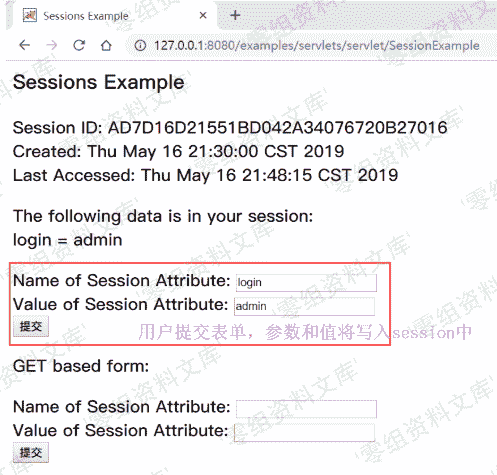 Sessions Example
127.0.0.1:8080/examples/servlets/servlet/SessionExample
Sessions Example
Session ID: AD7D16D21551BD042A34076720B27016
Created: Thu May 16 21:30:00 CST 2019
Last Accessed: Thu May 16 21:48:15 CST 2019
The following data is in your session:
login = admin
Name of Session Attribute: login
Value of Session Attribute: admin
提交
用户提交表单，参数和值将写入session中
GET based form:
Name of Session Attribute:
Value of Session Attribute:
提交
'零组资料文库'